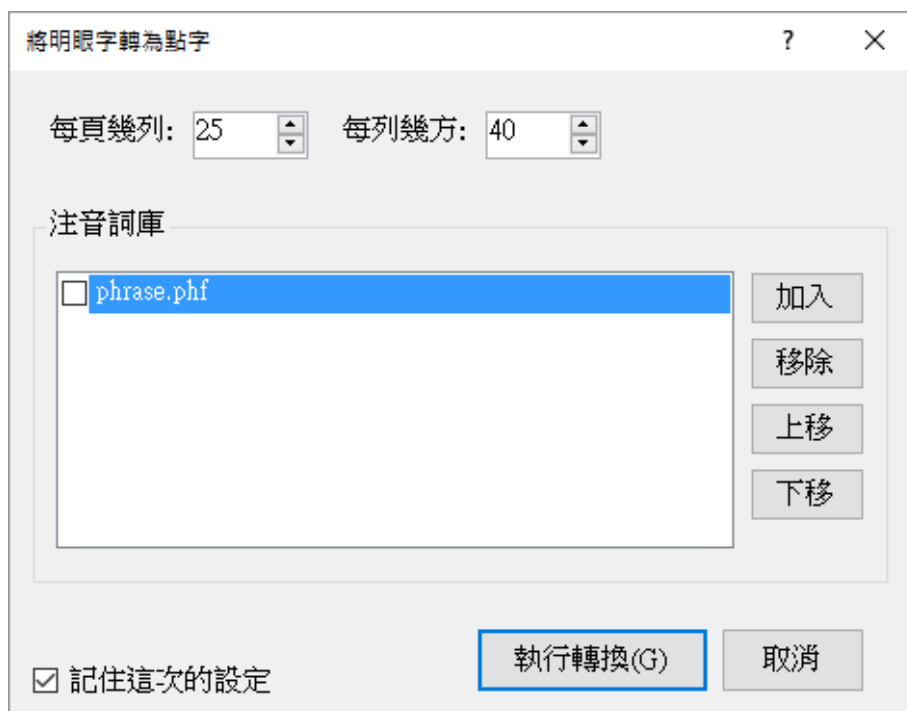 將明眼字轉為點字
每頁幾列: 25 每列幾方: 40
注音詞庫
phrase.phf
加入
移除
上移
下移
記住這次的設定
執行轉換(G) 取消